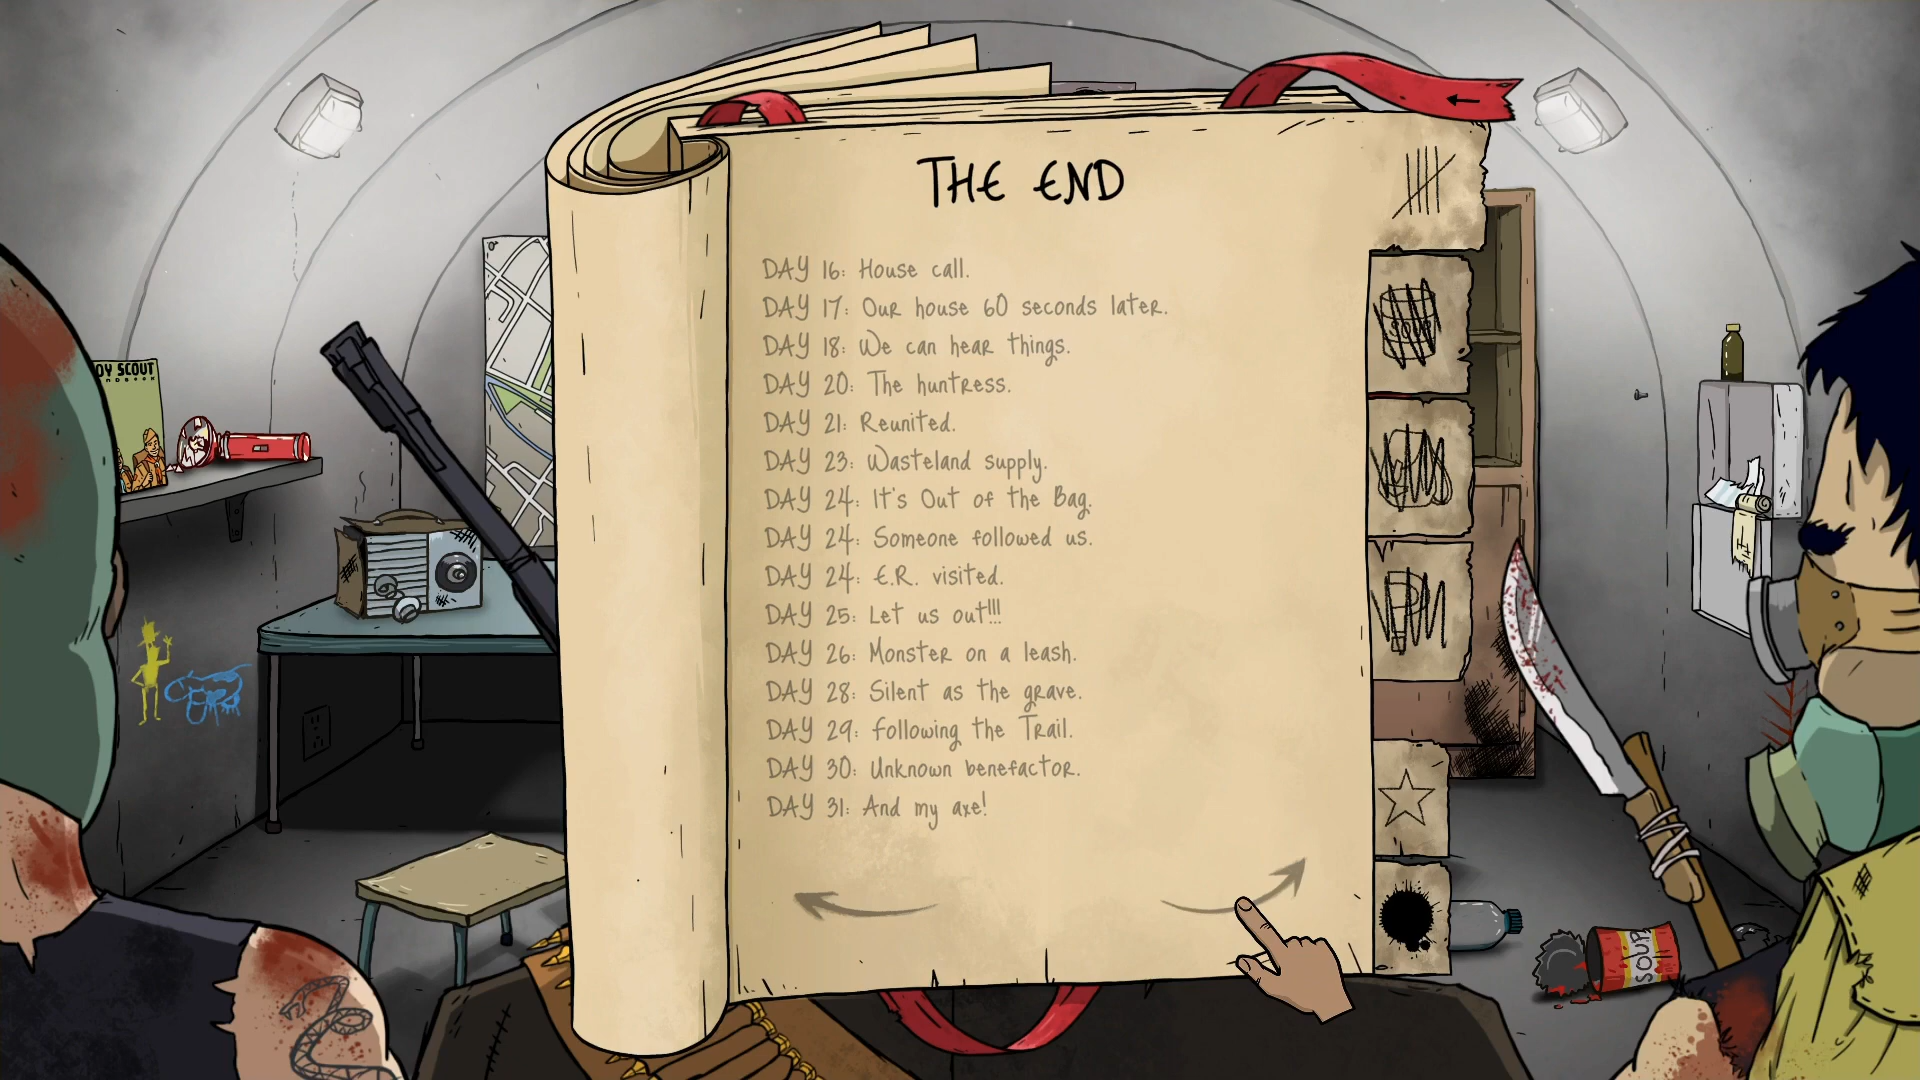 THE END
DAY 16: House call.
DAY 17: Our house 60 seconds later.
DAY 18: We can hear things.
DAY 20: The huntress.
DAY 21: Reunited.
DAY 23: Wasteland supply.
DAY 24: It's Out of the Bag.
DAY 24: Someone followed us.
DAY 24: E.R. visited.
DAY 25: Let us out!!!
DAY 26: Monster on a leash.
DAY 28: Silent as the grave.
DAY 29: Following the Trail.
DAY 30: Unknown benefactor.
DAY 31: And my axe!
OY SCOUT
NDBOOK
SOUP
SOUP